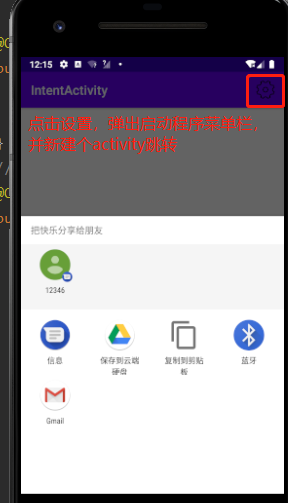 12:15
IntentActivity
点击设置，弹出启动程序菜单栏，
并新建个activity跳转
把快乐分享给朋友
12346
信息
保存到云端
硬盘
复制到剪贴
板
蓝牙
Gmail